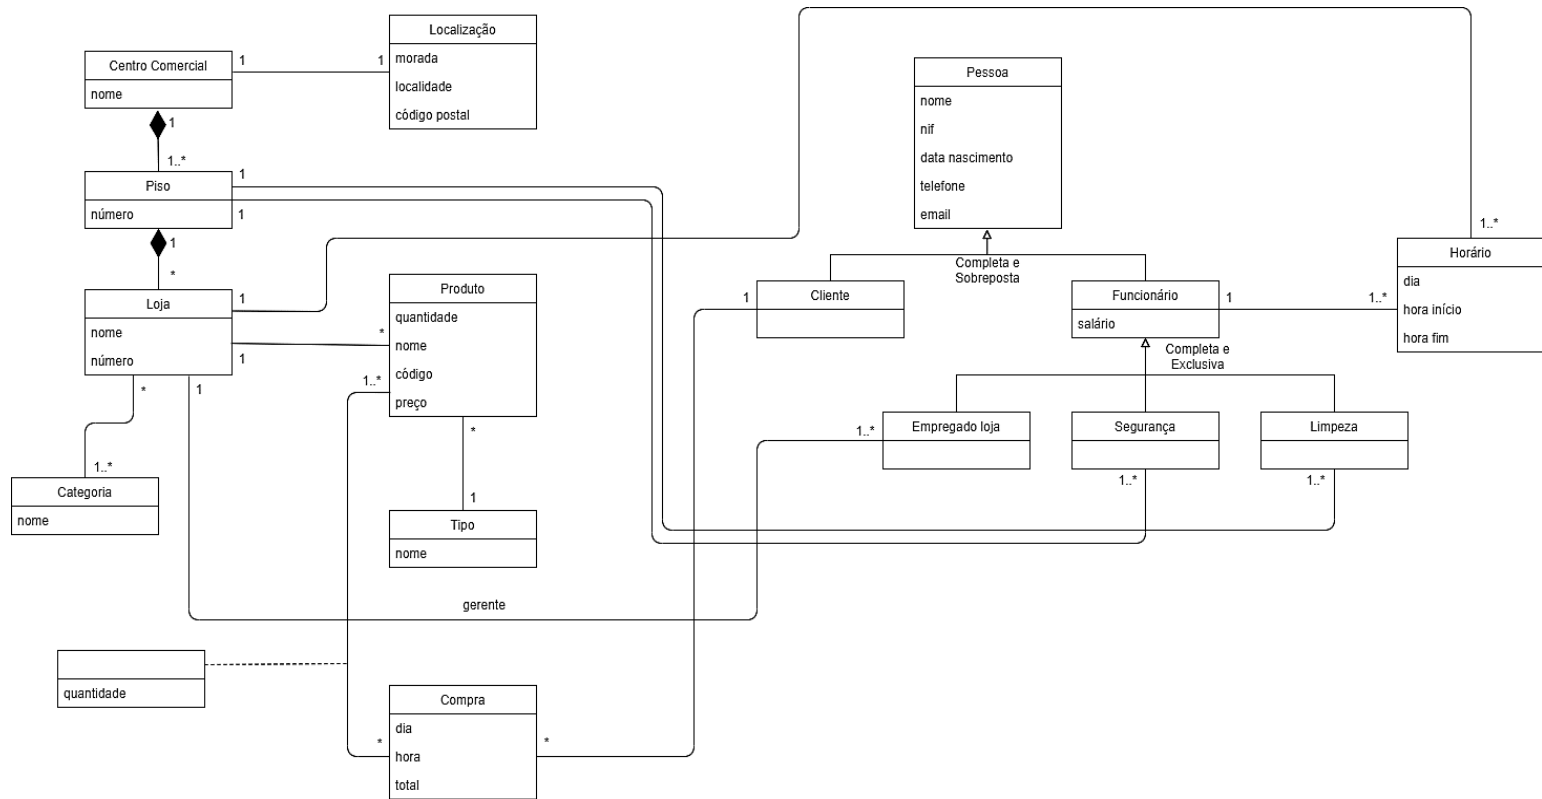 Centro Comercial
nome
1
1
Localização
morada
localidade
código postal
1
1..*
Piso
número
1
1
1
*
Loja
nome
número
1
1
*
1
*
1..*
Categoria
nome
Produto
quantidade
nome
código
preço
1..*
*
1
Tipo
nome
Pessoa
nome
nif
data nascimento
telefone
email
Completa e
Sobreposta
1
Cliente
Funcionário
salário
1
1..*
1..*
Horário
dia
hora início
hora fim
Completa e
Exclusiva
1..*
Empregado loja
Segurança
Limpeza
1..*
1..*
gerente
quantidade
Compra
dia
hora
total
*
*